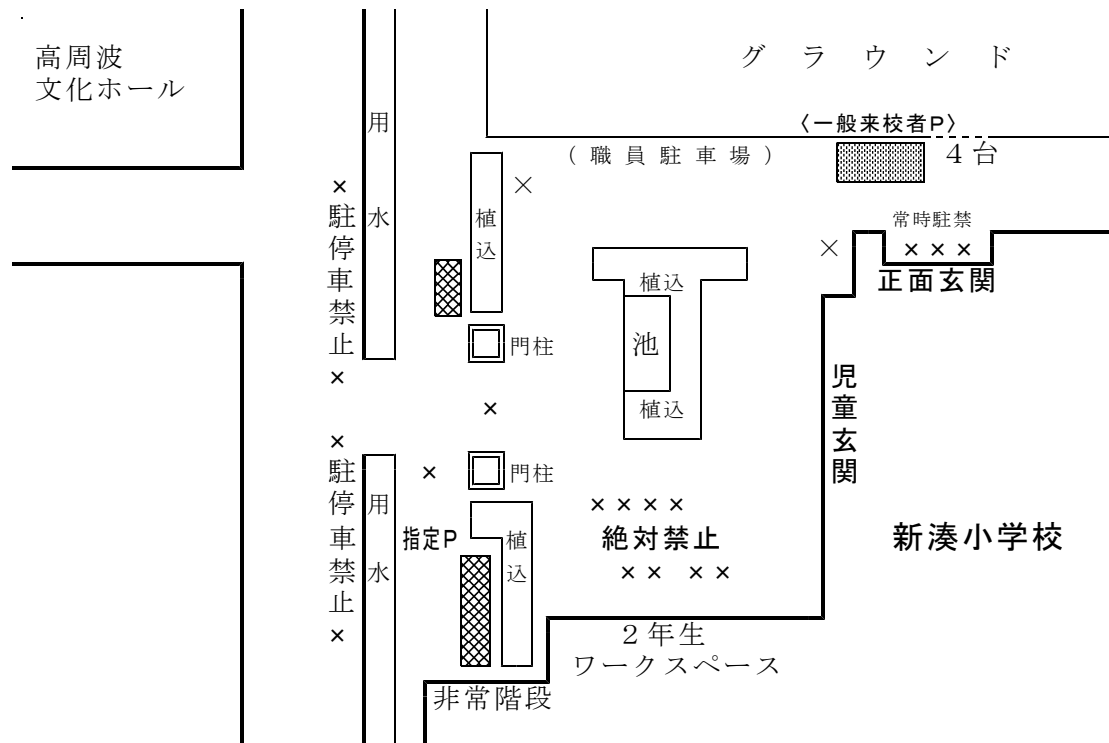 高周波
文化ホール
グラウンド
〈一般来校者P〉
(職員駐車場)
4台
用水
×
駐停車禁止
×
植込
×
門柱
植込
池
植込
×
常時駐禁
×××
正面玄関
児童玄関
×
×
駐停車禁止
×
用水
×
門柱
指定P
植込
××××
絶対禁止
×× ××
新湊小学校
2年生
ワークスペース
非常階段